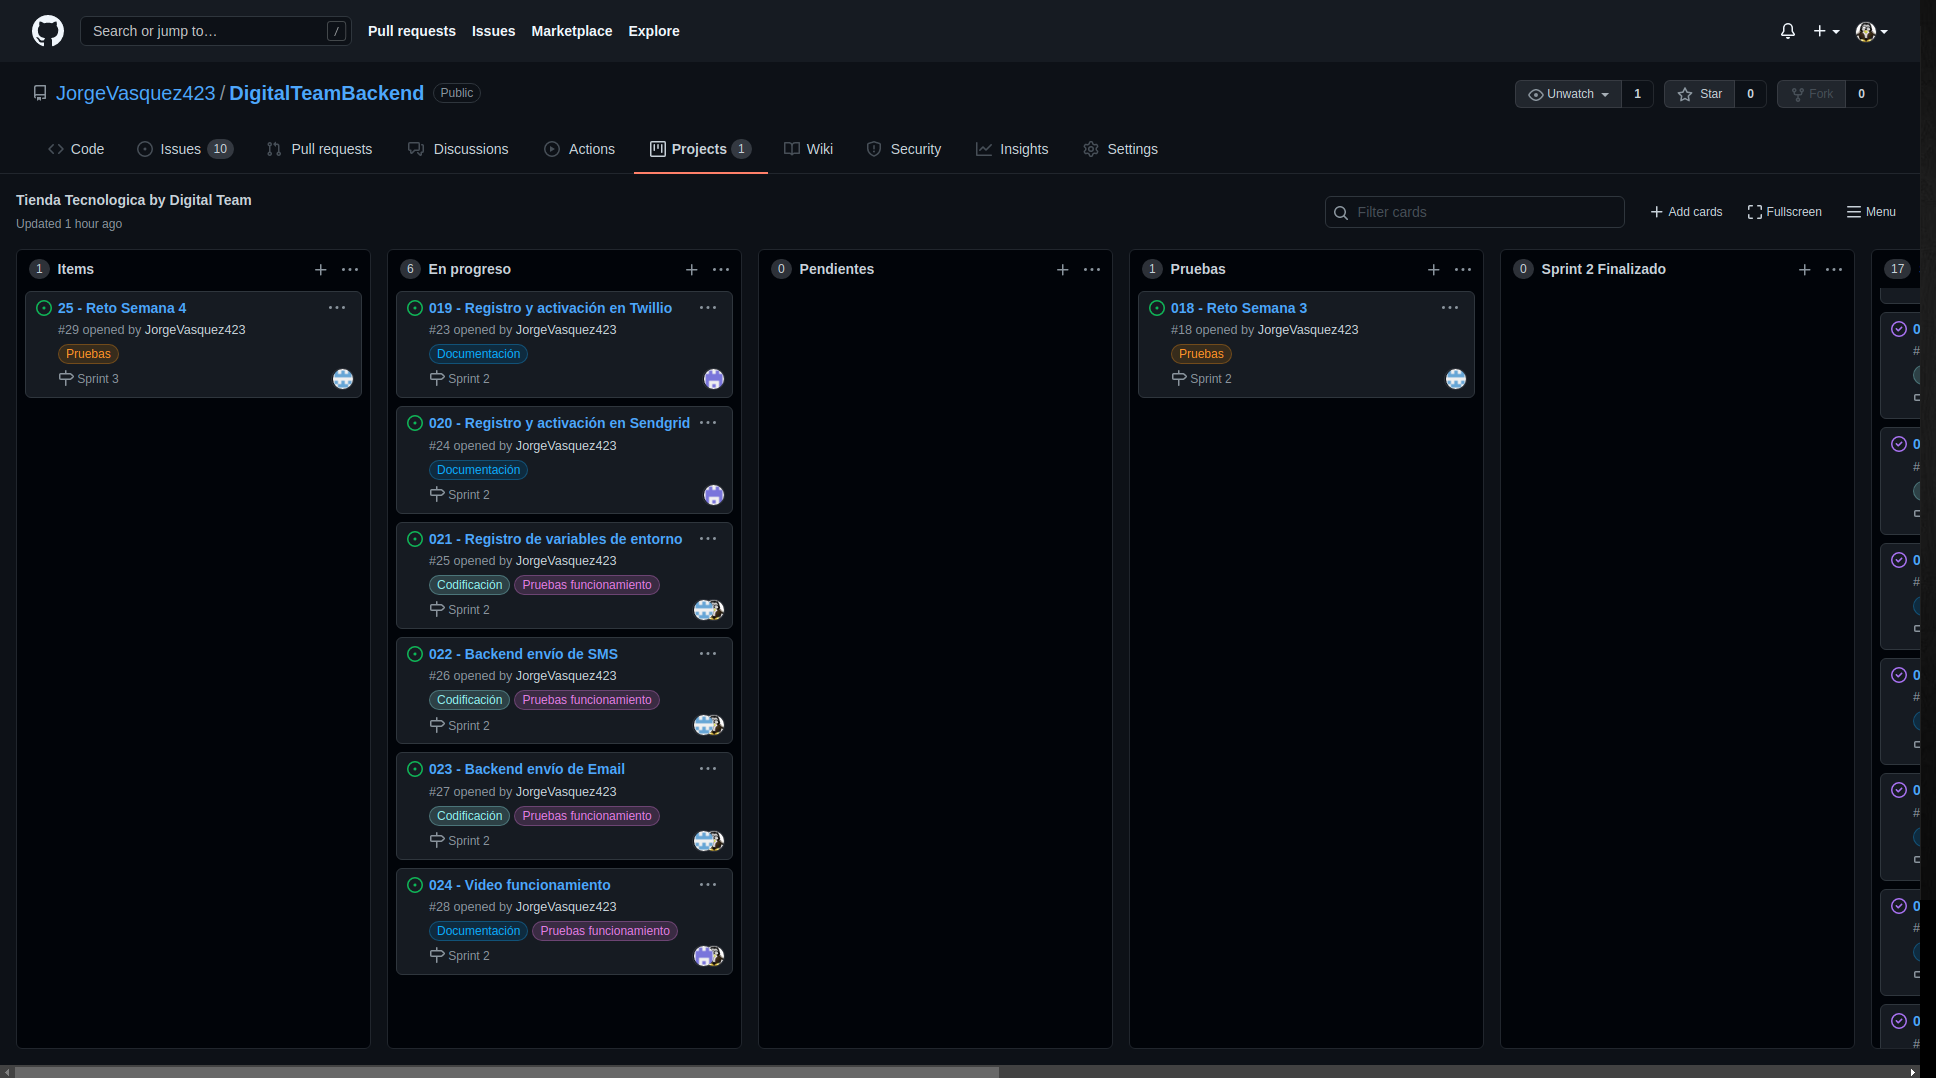 Search or jump to…
/
Pull requests
Issues
Marketplace
Explore
JorgeVasquez423 / DigitalTeamBackend
Public
Unwatch 1
Star 0
Fork 0
Code
Issues 10
Pull requests
Discussions
Actions
Projects 1
Wiki
Security
Insights
Settings
Tienda Tecnologica by Digital Team
Updated 1 hour ago
Filter cards
Add cards
Fullscreen
Menu
1 Items
25 - Reto Semana 4
#29 opened by JorgeVasquez423
Pruebas
Sprint 3
6 En progreso
019 - Registro y activación en Twillio
#23 opened by JorgeVasquez423
Documentación
Sprint 2
020 - Registro y activación en Sendgrid
#24 opened by JorgeVasquez423
Documentación
Sprint 2
021 - Registro de variables de entorno
#25 opened by JorgeVasquez423
Codificación Pruebas funcionamiento
Sprint 2
022 - Backend envío de SMS
#26 opened by JorgeVasquez423
Codificación Pruebas funcionamiento
Sprint 2
023 - Backend envío de Email
#27 opened by JorgeVasquez423
Codificación Pruebas funcionamiento
Sprint 2
024 - Video funcionamiento
#28 opened by JorgeVasquez423
Documentación Pruebas funcionamiento
Sprint 2
0 Pendientes
1 Pruebas
018 - Reto Semana 3
#18 opened by JorgeVasquez423
Pruebas
Sprint 2
0 Sprint 2 Finalizado
17
0
#
0
#
0
#
0
#
0
#
0
#
0
#